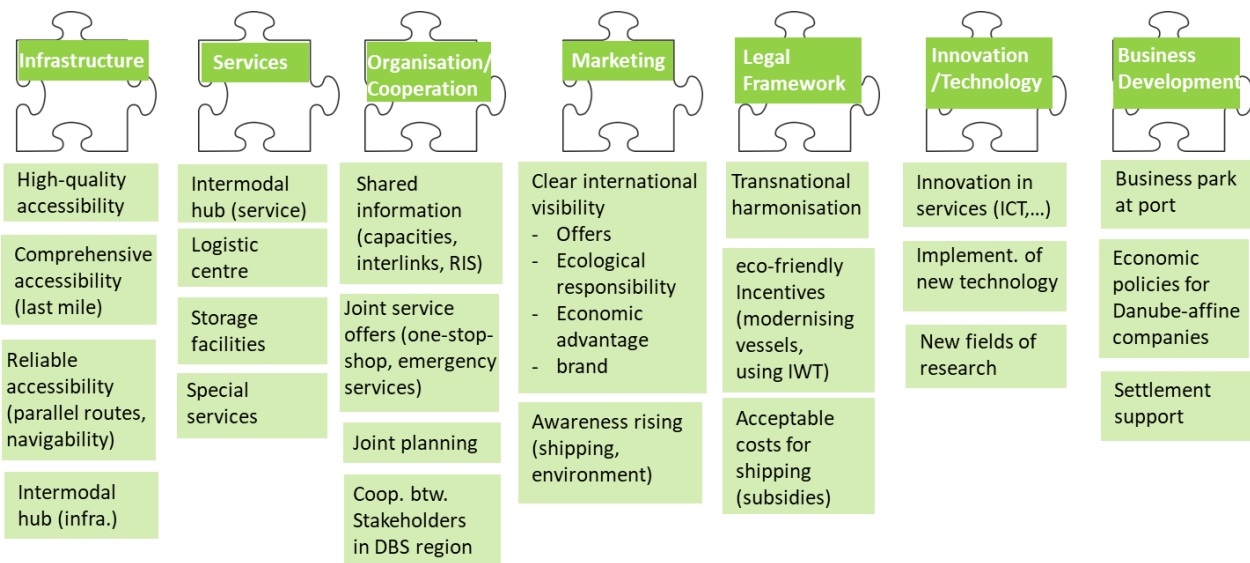 Infrastructure
High-quality
accessibility
Comprehensive
accessibility
(last mile)
Reliable
accessibility
(parallel routes,
navigability)
Intermodal
hub (infra.)
Services
Intermodal
hub (service)
Logistic
centre
Storage
facilities
Special
services
Organisation/
Cooperation
Shared
information
(capacities,
interlinks, RIS)
Joint service
offers (one-stop-
shop, emergency
services)
Joint planning
Coop. btw.
Stakeholders
in DBS region
Marketing
Clear international
visibility
- Offers
- Ecological
responsibility
- Economic
advantage
- brand
Awareness rising
(shipping,
environment)
Legal
Framework
Transnational
harmonisation
eco-friendly
Incentives
(modernising
vessels,
using IWT)
Acceptable
costs for
shipping
(subsidies)
Innovation
/Technology
Innovation in
services (ICT,...)
Implement. of
new technology
New fields of
research
Business
Development
Business park
at port
Economic
policies for
Danube-affine
companies
Settlement
support